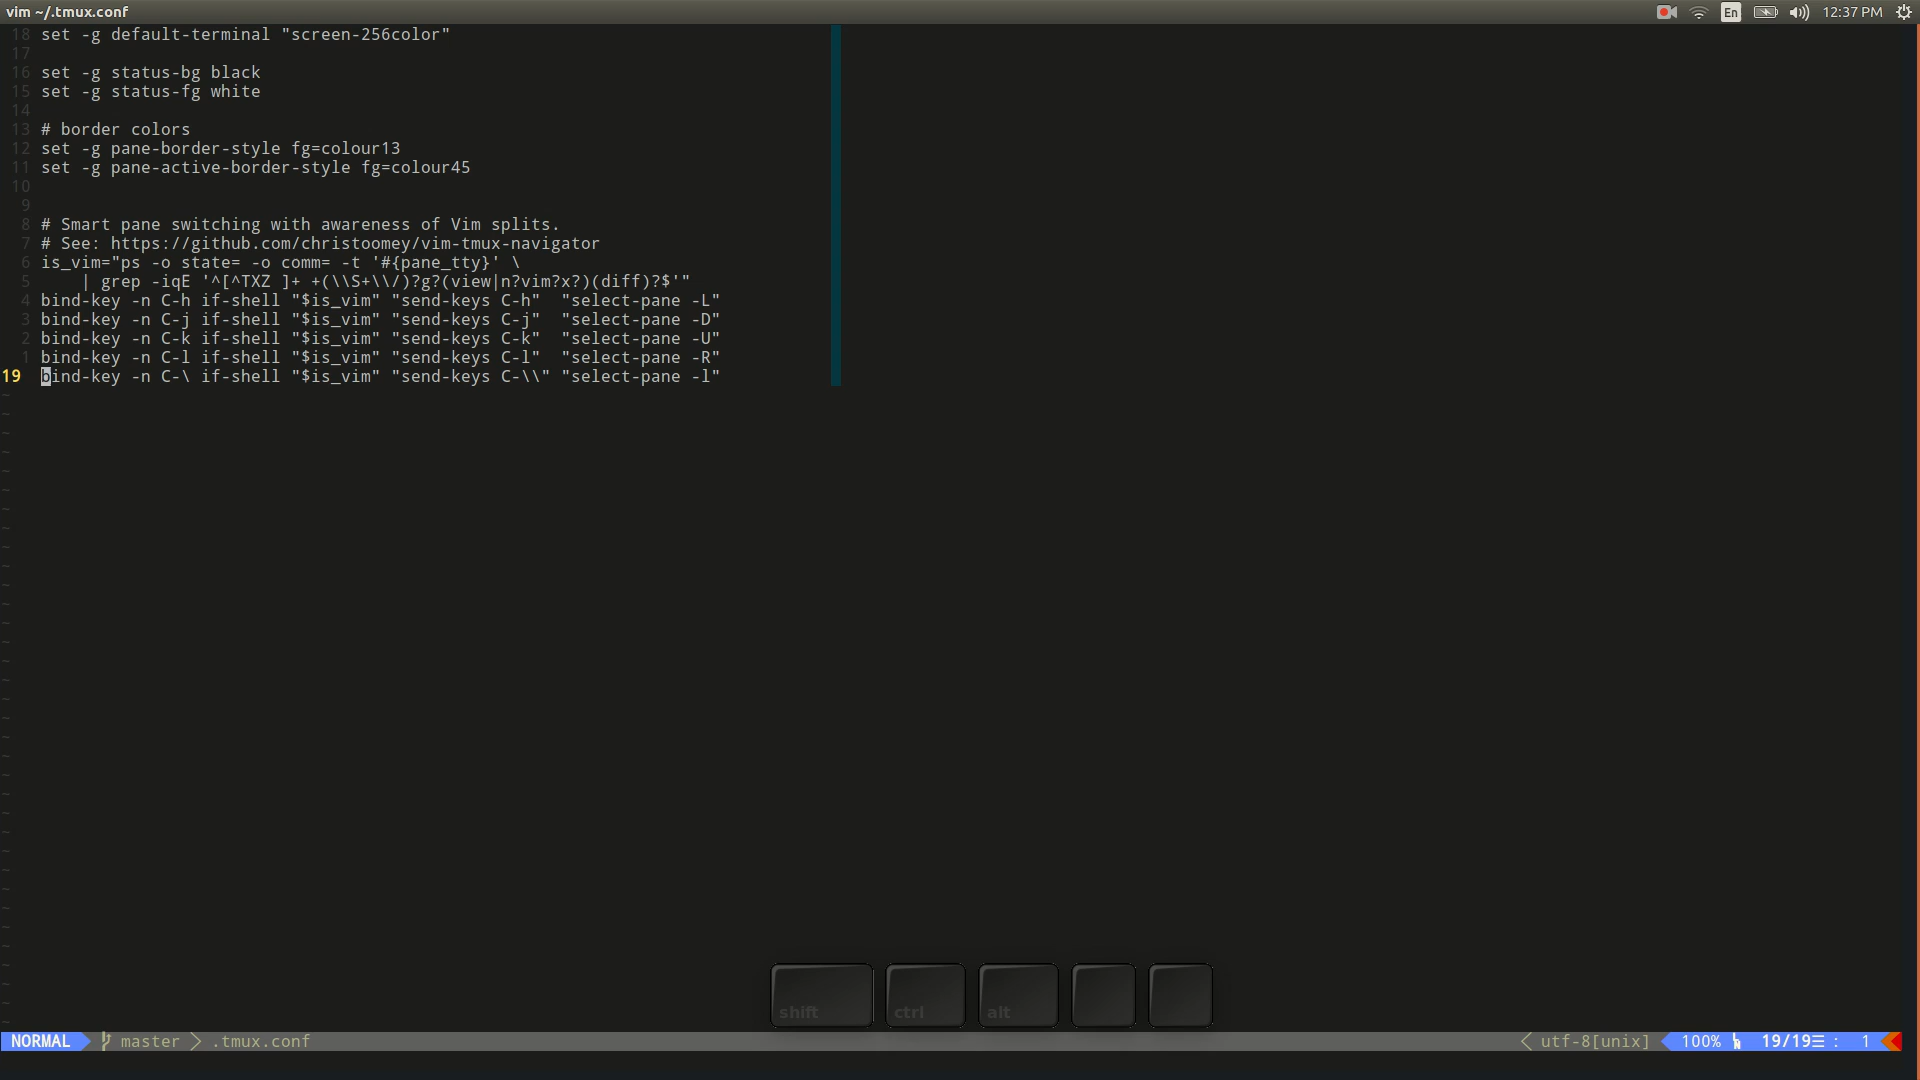 vim ~/.tmux.conf En 12:37 PM
18 set -g default-terminal "screen-256color"
17
16 set -g status-bg black
15 set -g status-fg white
14
13 # border colors
12 set -g pane-border-style fg=colour13
11 set -g pane-active-border-style fg=colour45
10
9
8 # Smart pane switching with awareness of Vim splits.
7 # See: https://github.com/christoomey/vim-tmux-navigator
6 is_vim="ps -o state= -o comm= -t '#{pane_tty}' \
5     | grep -iqE '^[^TXZ ]+ +(\\S+\\/)?g?(view|n?vim?x?)(diff)?$'"
4 bind-key -n C-h if-shell "$is_vim" "send-keys C-h"  "select-pane -L"
3 bind-key -n C-j if-shell "$is_vim" "send-keys C-j"  "select-pane -D"
2 bind-key -n C-k if-shell "$is_vim" "send-keys C-k"  "select-pane -U"
1 bind-key -n C-l if-shell "$is_vim" "send-keys C-l"  "select-pane -R"
19 bind-key -n C-\ if-shell "$is_vim" "send-keys C-\\" "select-pane -l"
shift ctrl alt
NORMAL master > .tmux.conf < utf-8[unix] 100% 19/19☰ : 1